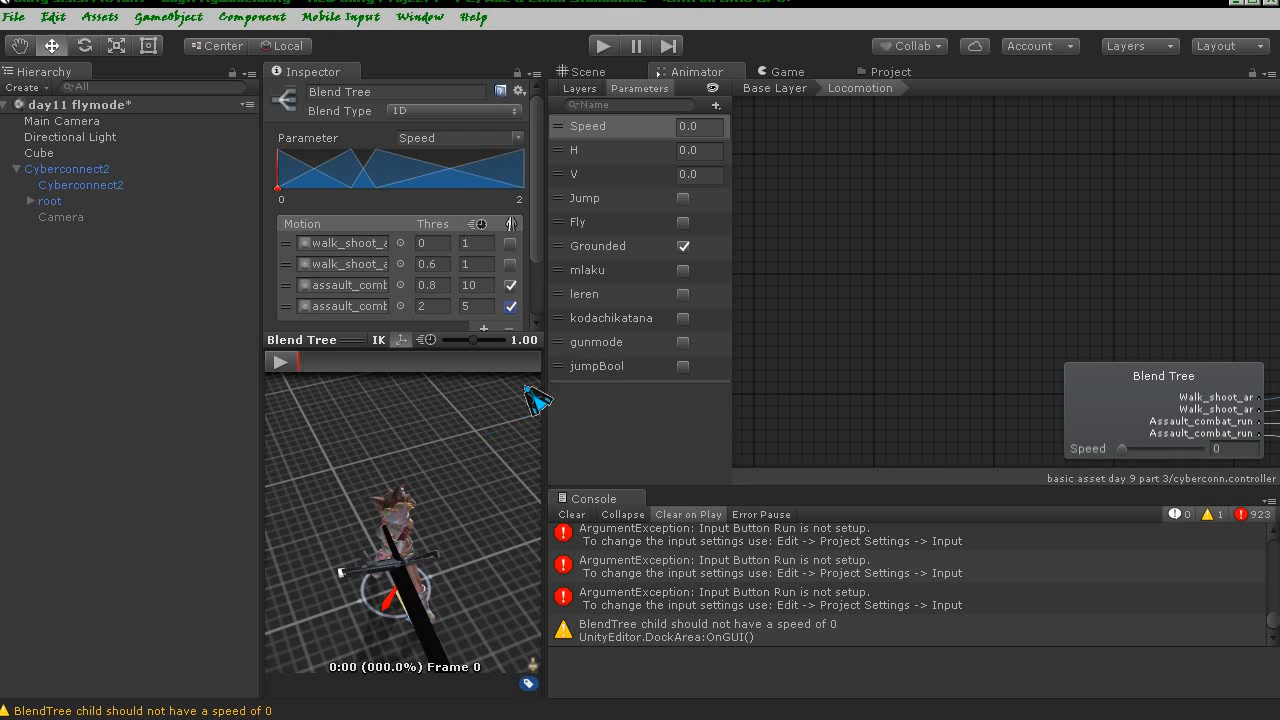 File Edit Assets GameObject Component Mobile Input Window Help
Center Local Collab Account Layers Layout
Hierarchy
Create All
day11 flymode*
Main Camera
Directional Light
Cube
Cyberconnect2
Cyberconnect2
root
Camera
Inspector
Blend Tree
Blend Type 1D
Parameter Speed
0 2
Motion Thres
walk_shoot_a 0 1
walk_shoot_a 0.6 1
assault_comb 0.8 10
assault_comb 2 5
Blend Tree IK 1.00
0:00 (000.0%) Frame 0
Scene Animator Game Project
Layers Parameters
Base Layer Locomotion
Name
Speed 0.0
H 0.0
V 0.0
Jump
Fly
Grounded
mlaku
leren
kodachikatana
gunmode
jumpBool
Blend Tree
Walk_shoot_ar
Walk_shoot_ar
Assault_combat_run
Assault_combat_run
Speed 0
basic asset day 9 part 3/cyberconn.controller
Console
Clear Collapse Clear on Play Error Pause 0 1 923
ArgumentException: Input Button Run is not setup.
To change the input settings use: Edit -> Project Settings -> Input
ArgumentException: Input Button Run is not setup.
To change the input settings use: Edit -> Project Settings -> Input
ArgumentException: Input Button Run is not setup.
To change the input settings use: Edit -> Project Settings -> Input
BlendTree child should not have a speed of 0
UnityEditor.DockArea:OnGUI()
BlendTree child should not have a speed of 0